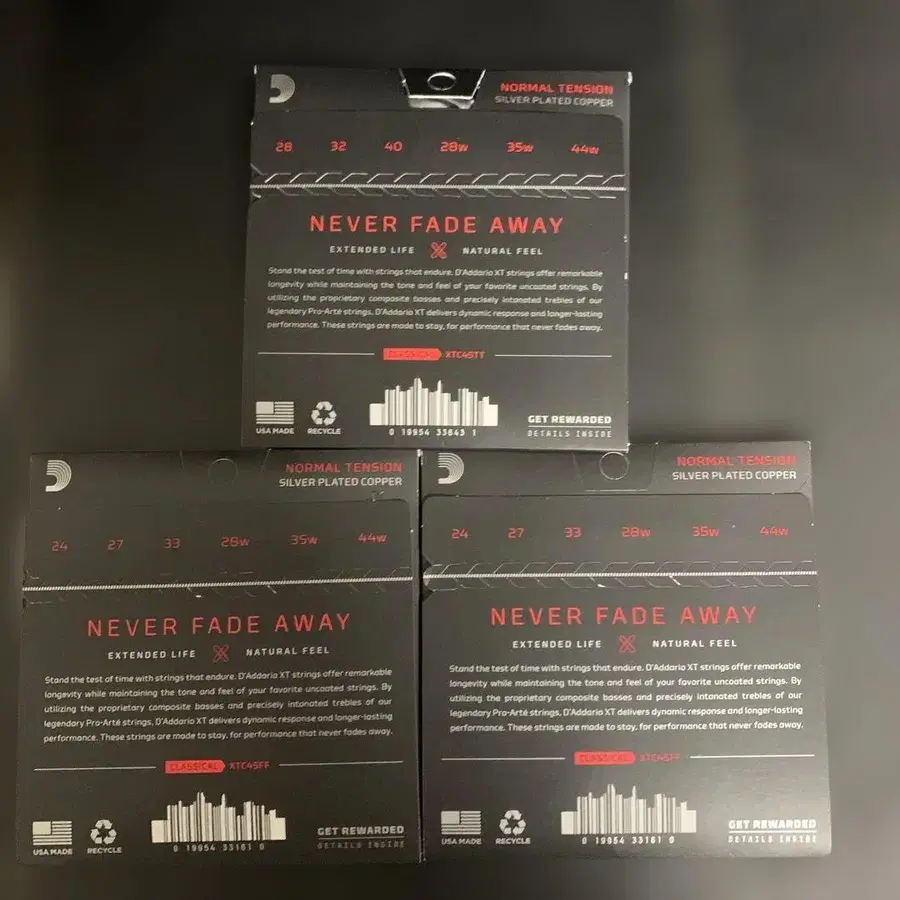 NORMAL TENSION
SILVER PLATED COPPER
28 32 40 28w 35w 44w
NEVER FADE AWAY
EXTENDED LIFE NATURAL FEEL
Stand the test of time with strings that endure. D'Addario XT strings offer remarkable
longevity while maintaining the tone and feel of your favorite uncoated strings. By
utilizing the proprietary composite basses and precisely intonated trebles of our
legendary Pro-Arté strings, D'Addario XT delivers dynamic response and longer-lasting
performance. These strings are made to stay, for performance that never fades away.
CLASSICAL XTC45TT
USA MADE RECYCLE
0 19954 33643 1
GET REWARDED
DETAILS INSIDE
NORMAL TENSION
SILVER PLATED COPPER
24 27 33 28w 35w 44w
NEVER FADE AWAY
EXTENDED LIFE NATURAL FEEL
Stand the test of time with strings that endure. D'Addario XT strings offer remarkable
longevity while maintaining the tone and feel of your favorite uncoated strings. By
utilizing the proprietary composite basses and precisely intonated trebles of our
legendary Pro-Arté strings, D'Addario XT delivers dynamic response and longer-lasting
performance. These strings are made to stay, for performance that never fades away.
CLASSICAL XTC45FF
USA MADE RECYCLE
0 19954 33161 0
GET REWARDED
DETAILS INSIDE
NORMAL TENSION
SILVER PLATED COPPER
24 27 33 28w 35w 44w
NEVER FADE AWAY
EXTENDED LIFE NATURAL FEEL
Stand the test of time with strings that endure. D'Addario XT strings offer remarkable
longevity while maintaining the tone and feel of your favorite uncoated strings. By
utilizing the proprietary composite basses and precisely intonated trebles of our
legendary Pro-Arté strings, D'Addario XT delivers dynamic response and longer-lasting
performance. These strings are made to stay, for performance that never fades away.
CLASSICAL XTC45FF
USA MADE RECYCLE
0 19954 33161 0
GET REWARDED
DETAILS INSIDE